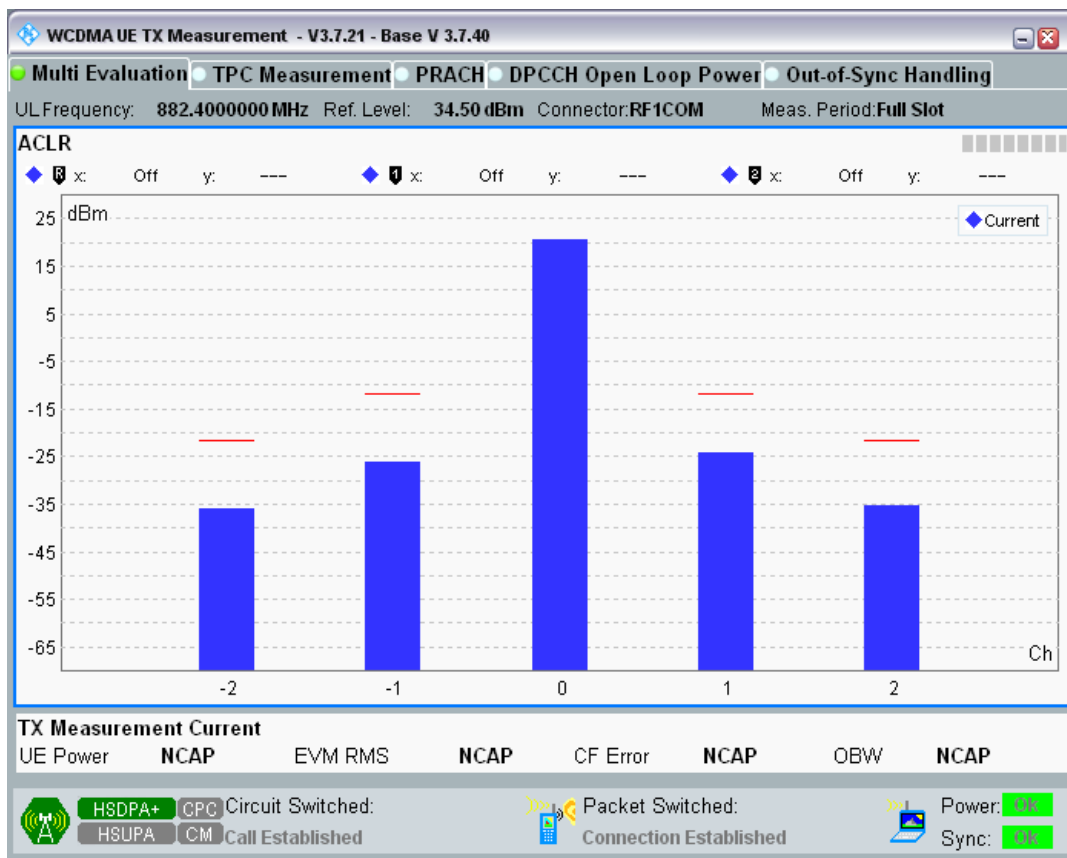 WCDMA UE TX Measurement - V3.7.21 - Base V 3.7.40
Multi Evaluation TPC Measurement PRACH DPCCH Open Loop Power Out-of-Sync Handling
UL Frequency: 882.4000000 MHz Ref. Level: 34.50 dBm Connector:RF1COM Meas. Period:Full Slot
ACLR
R x: Off y: --- 1 x: Off y: --- 2 x: Off y: ---
dBm
Current
25
15
5
-5
-15
-25
-35
-45
-55
-65
Ch
-2 -1 0 1 2
TX Measurement Current
UE Power NCAP EVM RMS NCAP CF Error NCAP OBW NCAP
HSDPA+ CPC Circuit Switched: Packet Switched: Power: Ok
HSUPA CM Call Established Connection Established Sync: Ok